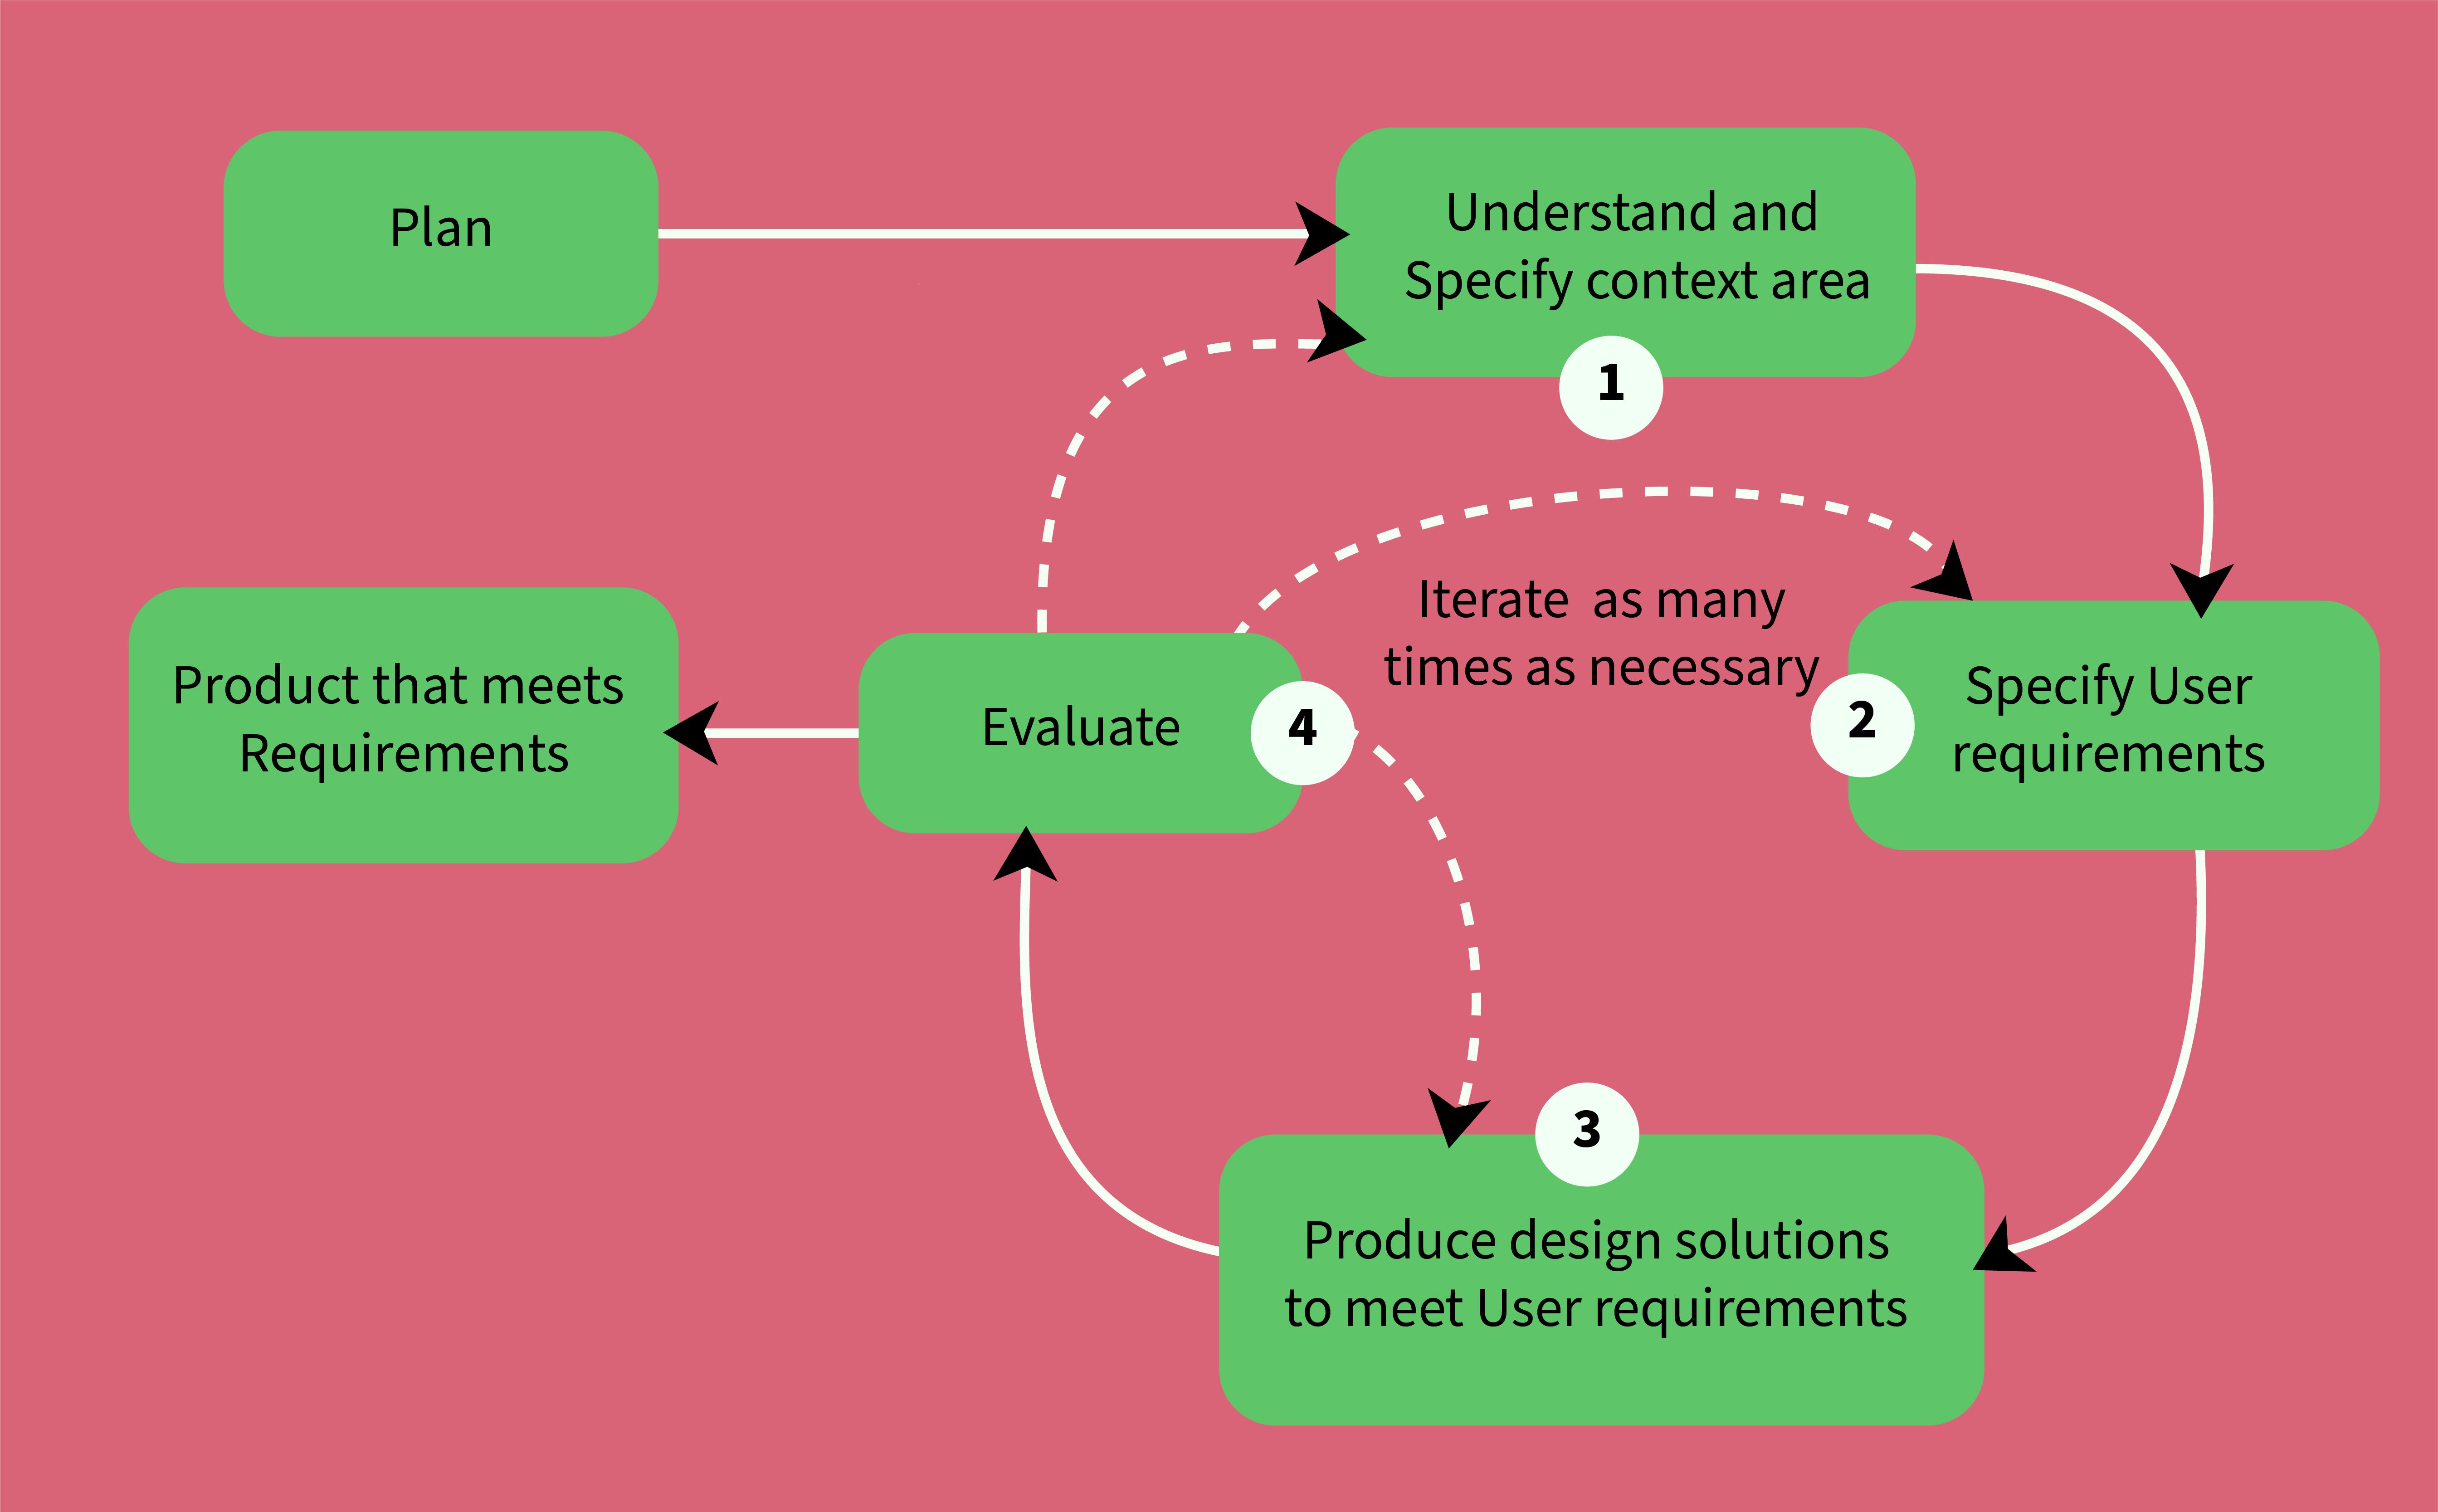 Plan
Understand and
Specify context area
1
Iterate  as many
times as necessary
Product that meets
Requirements
Evaluate
4
2
Specify User
requirements
3
Produce design solutions
to meet User requirements